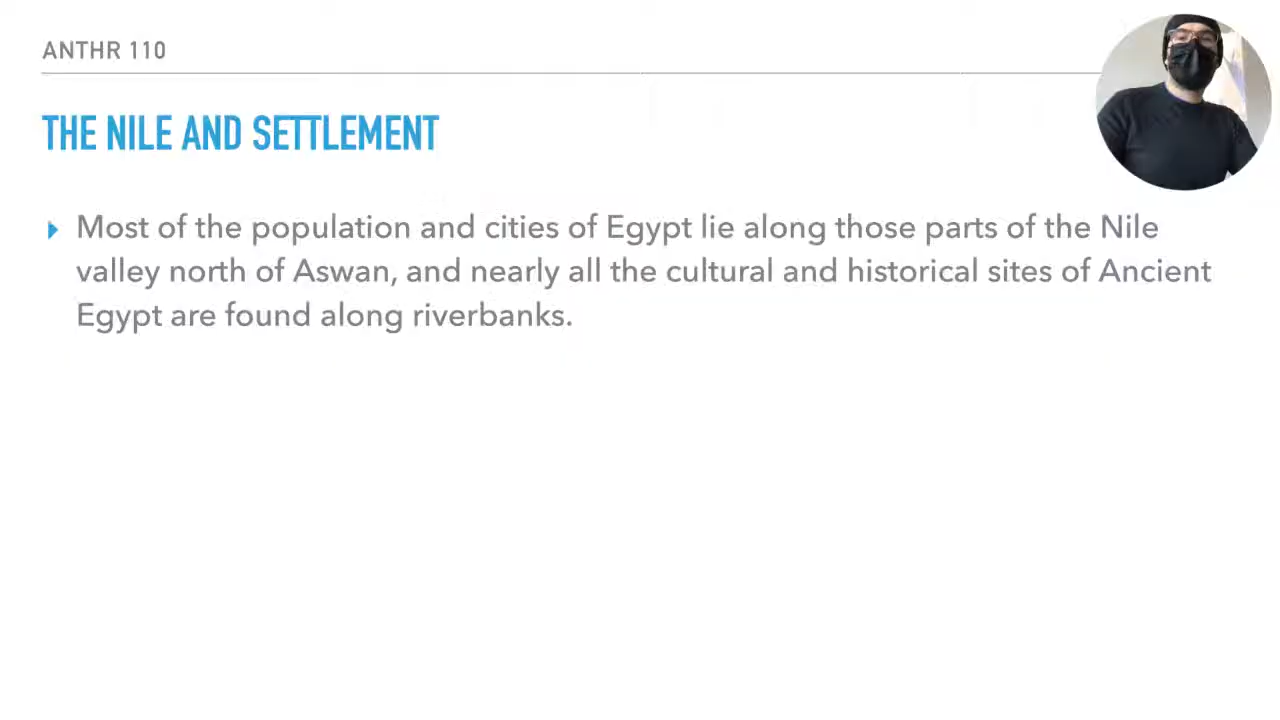 ANTHR 110
THE NILE AND SETTLEMENT
Most of the population and cities of Egypt lie along those parts of the Nile
valley north of Aswan, and nearly all the cultural and historical sites of Ancient
Egypt are found along riverbanks.